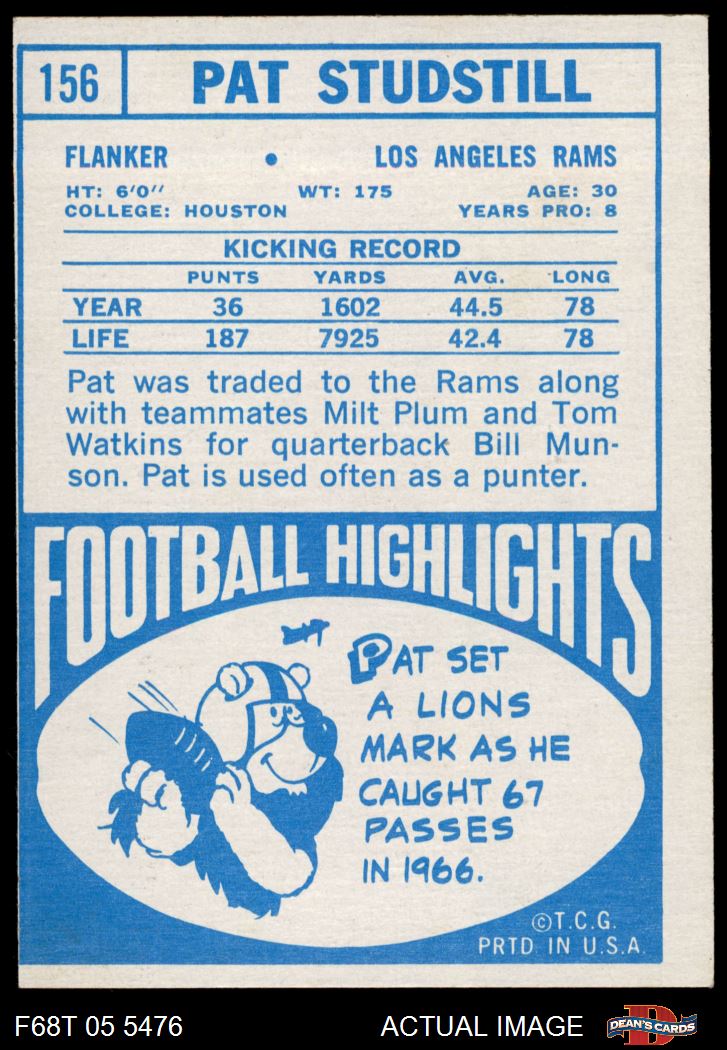 156 PAT STUDSTILL
FLANKER • LOS ANGELES RAMS
HT: 6'0" WT: 175 AGE: 30
COLLEGE: HOUSTON YEARS PRO: 8
KICKING RECORD
PUNTS YARDS AVG. LONG
YEAR 36 1602 44.5 78
LIFE 187 7925 42.4 78
Pat was traded to the Rams along
with teammates Milt Plum and Tom
Watkins for quarterback Bill Mun-
son. Pat is used often as a punter.
FOOTBALL HIGHLIGHTS
PAT SET
A LIONS
MARK AS HE
CAUGHT 67
PASSES
IN 1966.
©T.C.G.
PRTD. IN U.S.A.
F68T 05 5476 ACTUAL IMAGE D DEAN'S CARDS